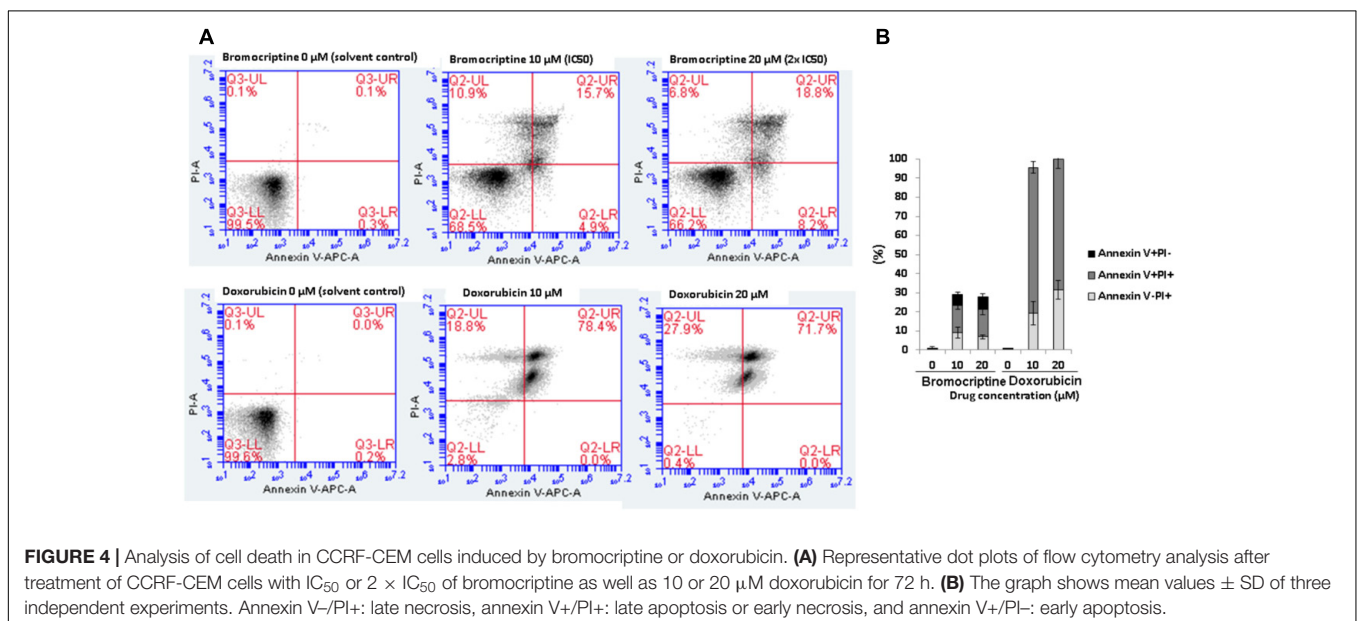 A
B
Bromocriptine 0 µM (solvent control)
Bromocriptine 10 µM (IC50)
Bromocriptine 20 µM (2x IC50)
Q3-UL
0.1%
Q3-UR
0.1%
Q3-LL
99.5%
Q3-LR
0.3%
PI-A
Annexin V-APC-A
Q2-UL
10.9%
Q2-UR
15.7%
Q2-LL
68.5%
Q2-LR
4.9%
PI-A
Annexin V-APC-A
Q2-UL
6.8%
Q2-UR
18.8%
Q2-LL
66.2%
Q2-LR
8.2%
PI-A
Annexin V-APC-A
Doxorubicin 0 µM (solvent control)
Doxorubicin 10 µM
Doxorubicin 20 µM
Q3-UL
0.1%
Q3-UR
0.0%
Q3-LL
99.6%
Q3-LR
0.2%
PI-A
Annexin V-APC-A
Q2-UL
18.8%
Q2-UR
78.4%
Q2-LL
2.8%
Q2-LR
0.0%
PI-A
Annexin V-APC-A
Q2-UL
27.9%
Q2-UR
71.7%
Q2-LL
0.4%
Q2-LR
0.0%
PI-A
Annexin V-APC-A
100
90
80
70
60
50
40
30
20
10
0
(%)
0 10 20 0 10 20
Bromocriptine Doxorubicin
Drug concentration (µM)
Annexin V+PI-
Annexin V+PI+
Annexin V-PI+
FIGURE 4 | Analysis of cell death in CCRF-CEM cells induced by bromocriptine or doxorubicin. (A) Representative dot plots of flow cytometry analysis after
treatment of CCRF-CEM cells with IC50 or 2 × IC50 of bromocriptine as well as 10 or 20 µM doxorubicin for 72 h. (B) The graph shows mean values ± SD of three
independent experiments. Annexin V–/PI+: late necrosis, annexin V+/PI+: late apoptosis or early necrosis, and annexin V+/PI–: early apoptosis.